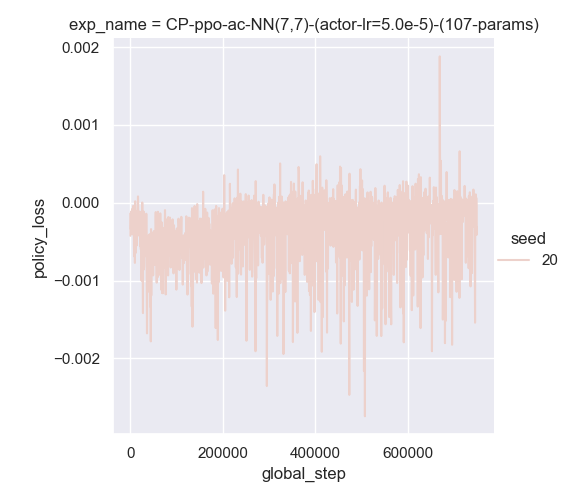 exp_name = CP-ppo-ac-NN(7,7)-(actor-lr=5.0e-5)-(107-params)
0.002
0.001
0.000
−0.001
−0.002
policy_loss
0
200000
400000
600000
global_step
seed
20